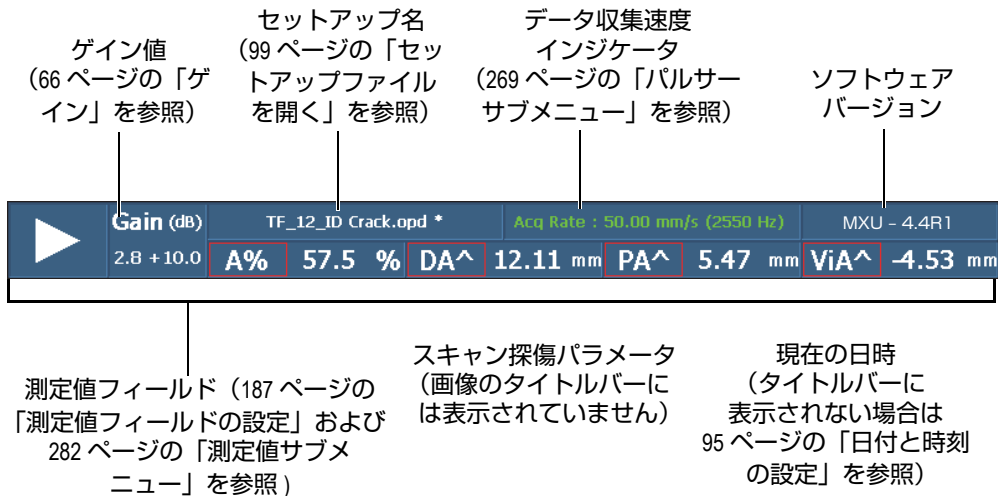 ゲイン値
（66 ページの「ゲ
イン」を参照）
セットアップ名
（99 ページの「セッ
トアップファイル
を開く」を参照）
データ収集速度
インジケータ
（269 ページの「パルサー
サブメニュー」を参照）
ソフトウェア
バージョン
Gain (dB)
2.8 +10.0
TF_12_ID Crack.opd *
Acq Rate : 50.00 mm/s (2550 Hz)
MXU - 4.4R1
A% 57.5 % DA^ 12.11 mm PA^ 5.47 mm ViA^ -4.53 mm
測定値フィールド（187 ページの
「測定値フィールドの設定」および
282 ページの「測定値サブメ
ニュー」を参照 )
スキャン探傷パラメータ
（画像のタイトルバーに
は表示されていません）
現在の日時
（タイトルバーに
表示されない場合は
95 ページの「日付と時刻
の設定」を参照）